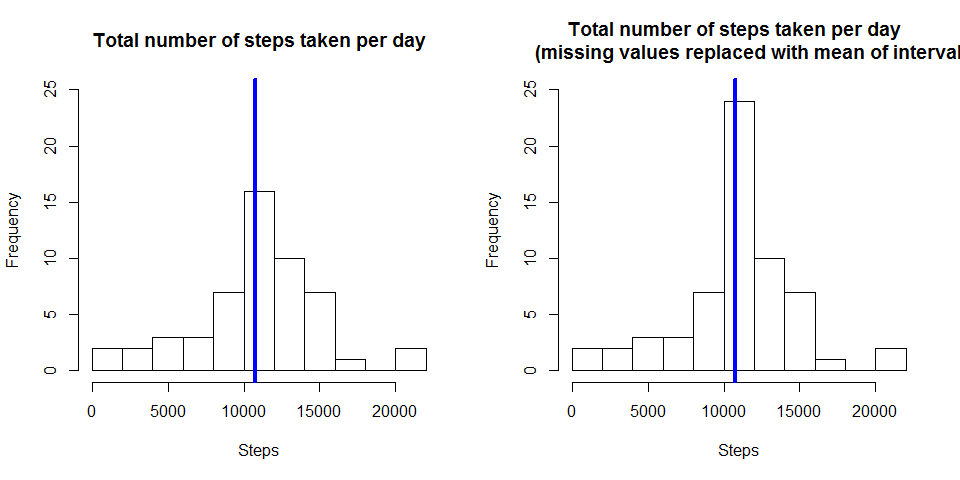 Total number of steps taken per day
25
20
15
10
5
0
Frequency
0 5000 10000 15000 20000
Steps
Total number of steps taken per day
(missing values replaced with mean of interval
25
20
15
10
5
0
Frequency
0 5000 10000 15000 20000
Steps